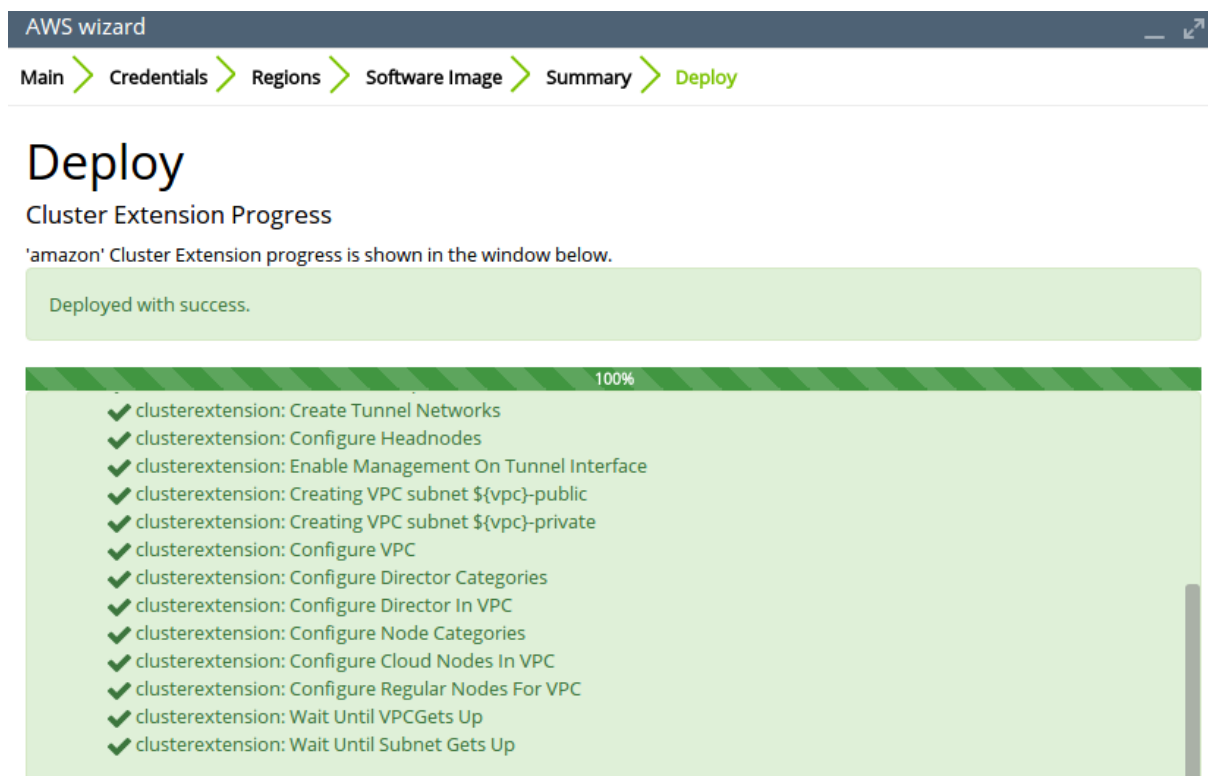 AWS wizard
Main Credentials Regions Software Image Summary Deploy
Deploy
Cluster Extension Progress
'amazon' Cluster Extension progress is shown in the window below.
Deployed with success.
100%
clusterextension: Create Tunnel Networks
clusterextension: Configure Headnodes
clusterextension: Enable Management On Tunnel Interface
clusterextension: Creating VPC subnet ${vpc}-public
clusterextension: Creating VPC subnet ${vpc}-private
clusterextension: Configure VPC
clusterextension: Configure Director Categories
clusterextension: Configure Director In VPC
clusterextension: Configure Node Categories
clusterextension: Configure Cloud Nodes In VPC
clusterextension: Configure Regular Nodes For VPC
clusterextension: Wait Until VPCGets Up
clusterextension: Wait Until Subnet Gets Up